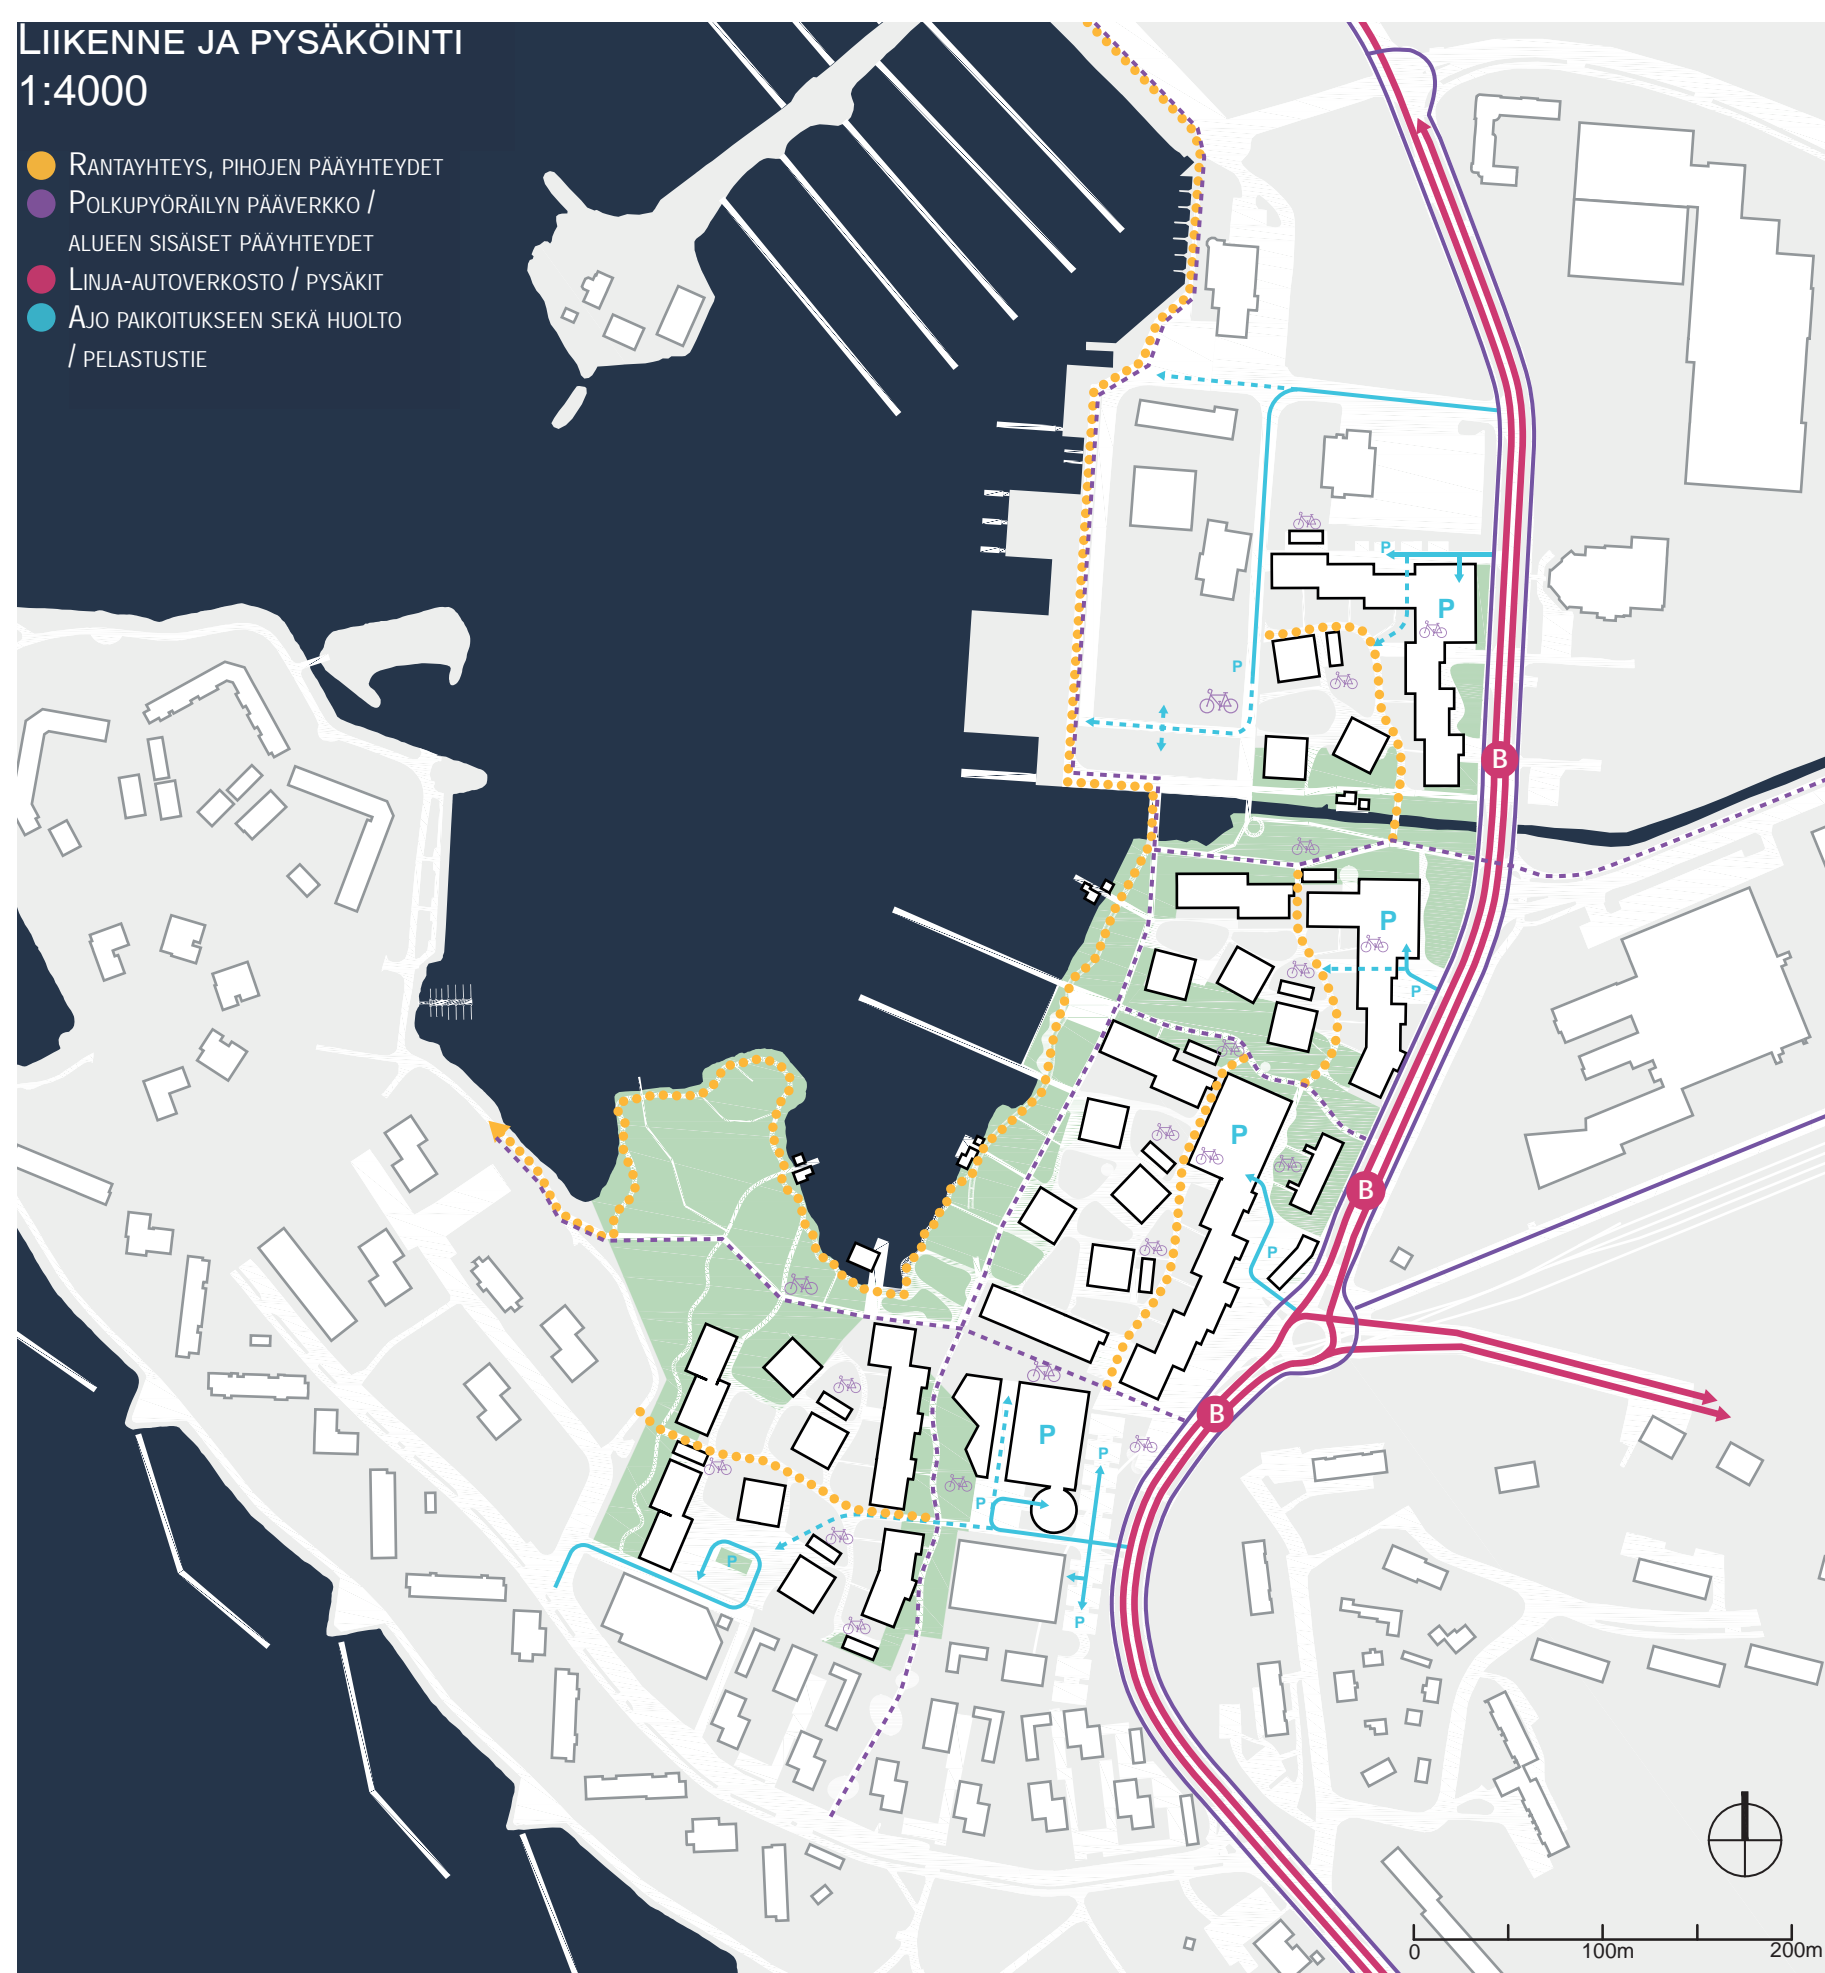 LIIKENNE JA PYSÄKÖINTI
1:4000
RANTAYHTEYS, PIHOJEN PÄÄYHTEYDET
POLKUPYÖRÄILYN PÄÄVERKKO /
ALUEEN SISÄISET PÄÄYHTEYDET
LINJA-AUTOVERKOSTO / PYSÄKIT
AJO PAIKOITUKSEEN SEKÄ HUOLTO
/ PELASTUSTIE
P
P
P
B
P
P
P
B
P
B
P
P
P
P
P
0
100m
200m